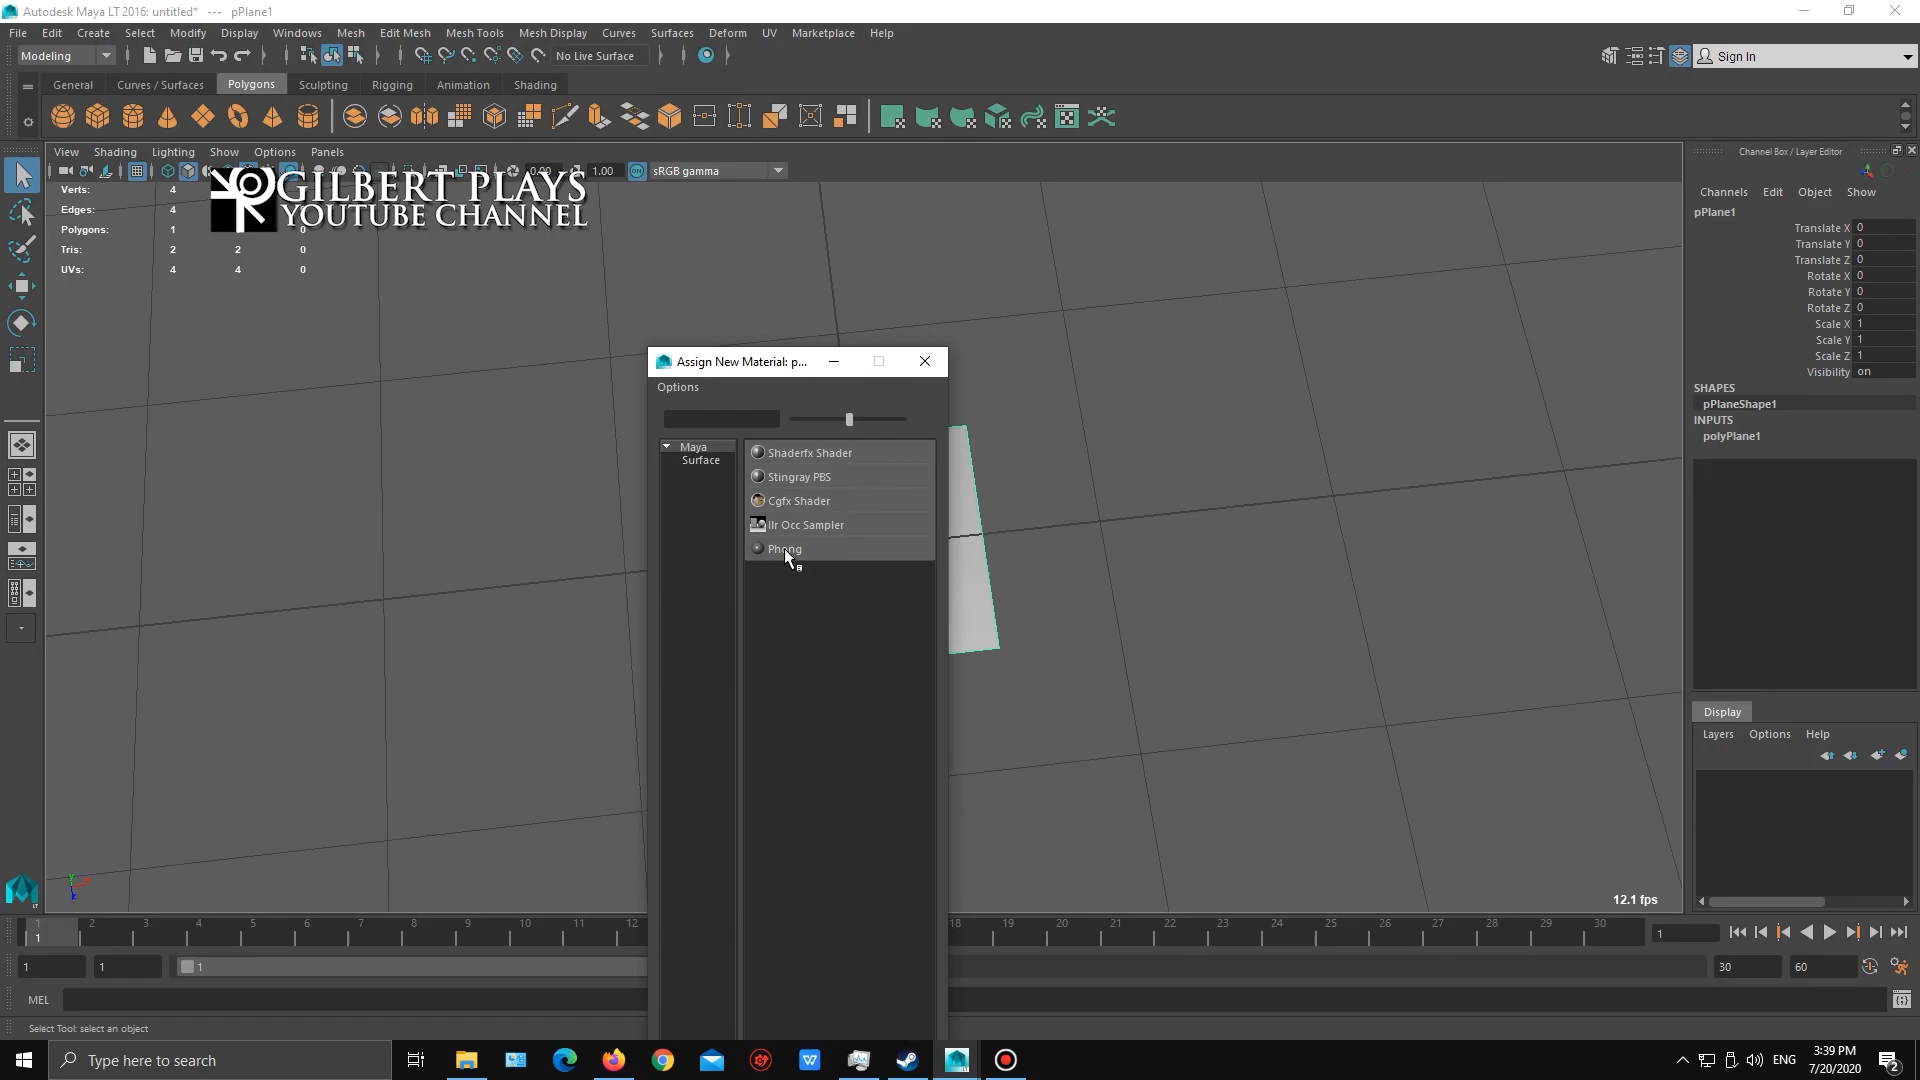 Autodesk Maya LT 2016: untitled* --- pPlane1
File Edit Create Select Modify Display Windows Mesh Edit Mesh Mesh Tools Mesh Display Curves Surfaces Deform UV Marketplace Help
Modeling No Live Surface Sign In
General Curves / Surfaces Polygons Sculpting Rigging Animation Shading
View Shading Lighting Show Options Panels
0.00 1.00 ON sRGB gamma
GILBERT PLAYS
YOUTUBE CHANNEL
Verts: 4
Edges: 4
Polygons: 1 0
Tris: 2 2 0
UVs: 4 4 0
Assign New Material: p...
Options
Maya
Surface
Shaderfx Shader
Stingray PBS
Cgfx Shader
Ilr Occ Sampler
Phong
12.1 fps
Channel Box / Layer Editor
Channels Edit Object Show
pPlane1
Translate X 0
Translate Y 0
Translate Z 0
Rotate X 0
Rotate Y 0
Rotate Z 0
Scale X 1
Scale Y 1
Scale Z 1
Visibility on
SHAPES
pPlaneShape1
INPUTS
polyPlane1
Display
Layers Options Help
1 2 3 4 5 6 7 8 9 10 11 12 18 19 20 21 22 23 24 25 26 27 28 29 30
1 1
1 1 1 30 60
MEL
Select Tool: select an object
Type here to search
ENG
3:39 PM
7/20/2020
2